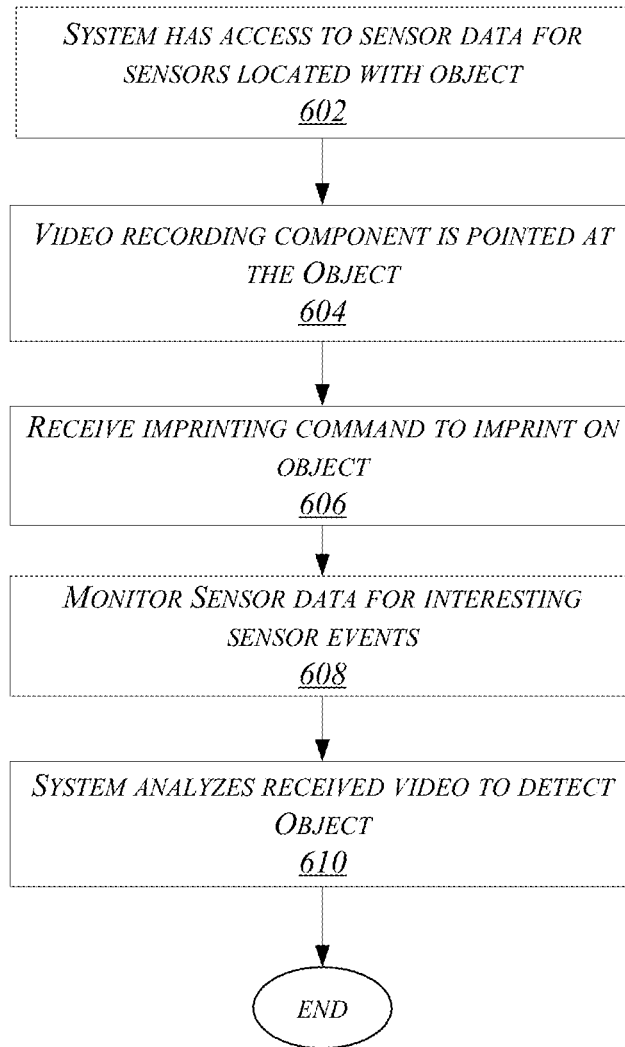 SYSTEM HAS ACCESS TO SENSOR DATA FOR
SENSORS LOCATED WITH OBJECT
602
VIDEO RECORDING COMPONENT IS POINTED AT
THE OBJECT
604
RECEIVE IMPRINTING COMMAND TO IMPRINT ON
OBJECT
606
MONITOR SENSOR DATA FOR INTERESTING
SENSOR EVENTS
608
SYSTEM ANALYZES RECEIVED VIDEO TO DETECT
OBJECT
610
END